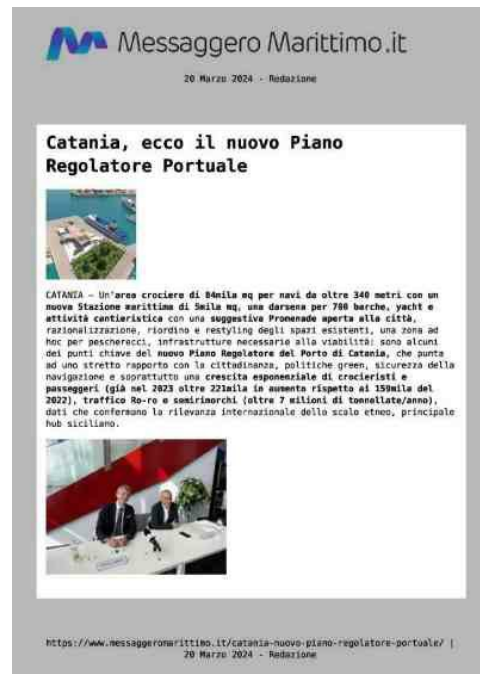 Messaggero Marittimo.it
20 Marzo 2024 - Redazione
Catania, ecco il nuovo Piano
Regolatore Portuale
CATANIA – Un'area crociere di 84mila mq per navi da oltre 340 metri con un
nuova Stazione marittima di 5mila mq, una darsena per 700 barche, yacht e
attività cantieristica con una suggestiva Promenade aperta alla città,
razionalizzazione, riordino e restyling degli spazi esistenti, una zona ad
hoc per pescherecci, infrastrutture necessarie alla viabilità: sono alcuni
dei punti chiave del nuovo Piano Regolatore del Porto di Catania, che punta
ad uno stretto rapporto con la cittadinanza, politiche green, sicurezza della
navigazione e soprattutto una crescita esponenziale di crocieristi e
passeggeri (già nel 2023 oltre 221mila in aumento rispetto ai 159mila del
2022), traffico Ro-ro e semirimorchi (oltre 7 milioni di tonnellate/anno),
dati che confermano la rilevanza internazionale dello scalo etneo, principale
hub siciliano.
https://www.messaggeromarittimo.it/catania-nuovo-piano-regolatore-portuale/ |
20 Marzo 2024 - Redazione